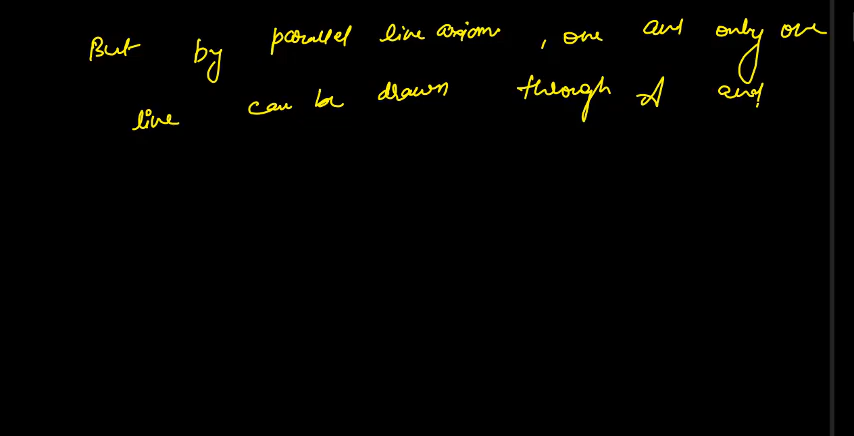 But by parallel line axiom, one and only one
line can be drawn through A and